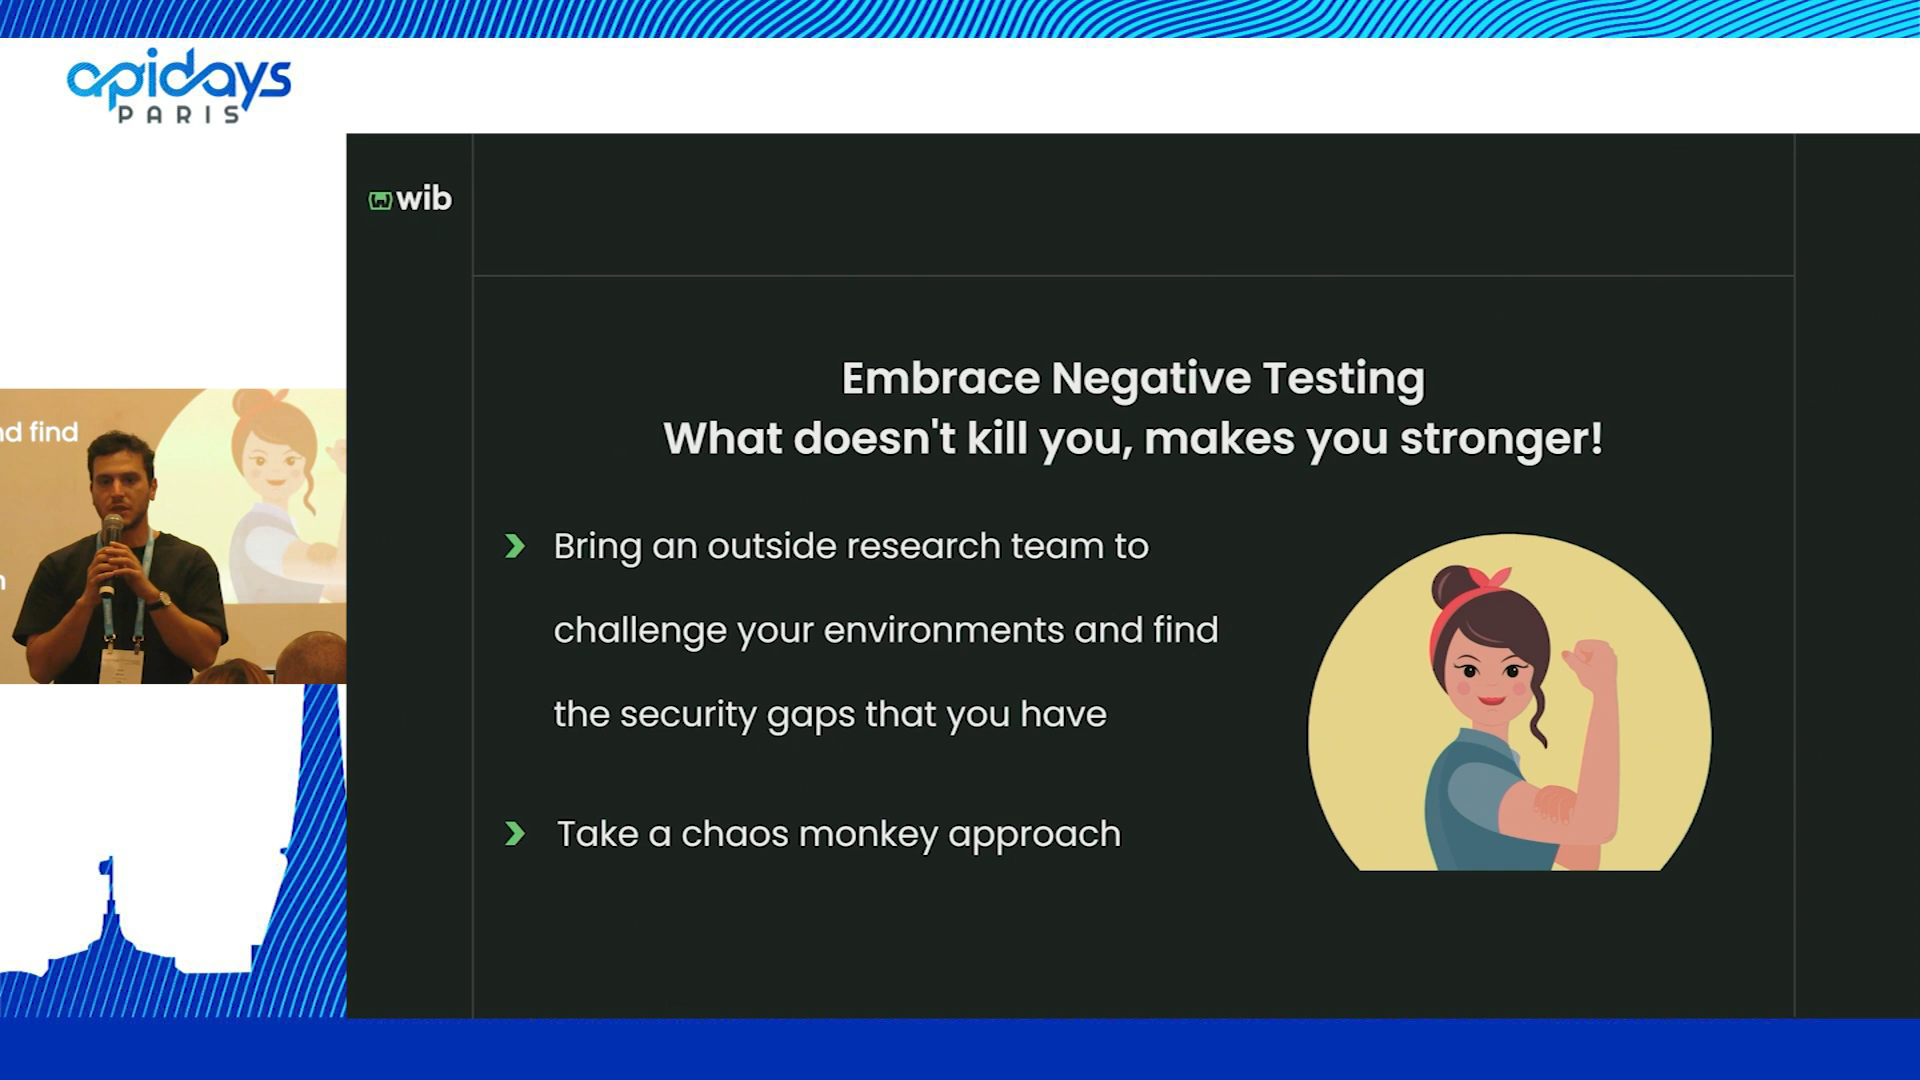 apidays
PARIS
wib
Embrace Negative Testing
What doesn't kill you, makes you stronger!
nd find
Bring an outside research team to
challenge your environments and find
the security gaps that you have
Take a chaos monkey approach